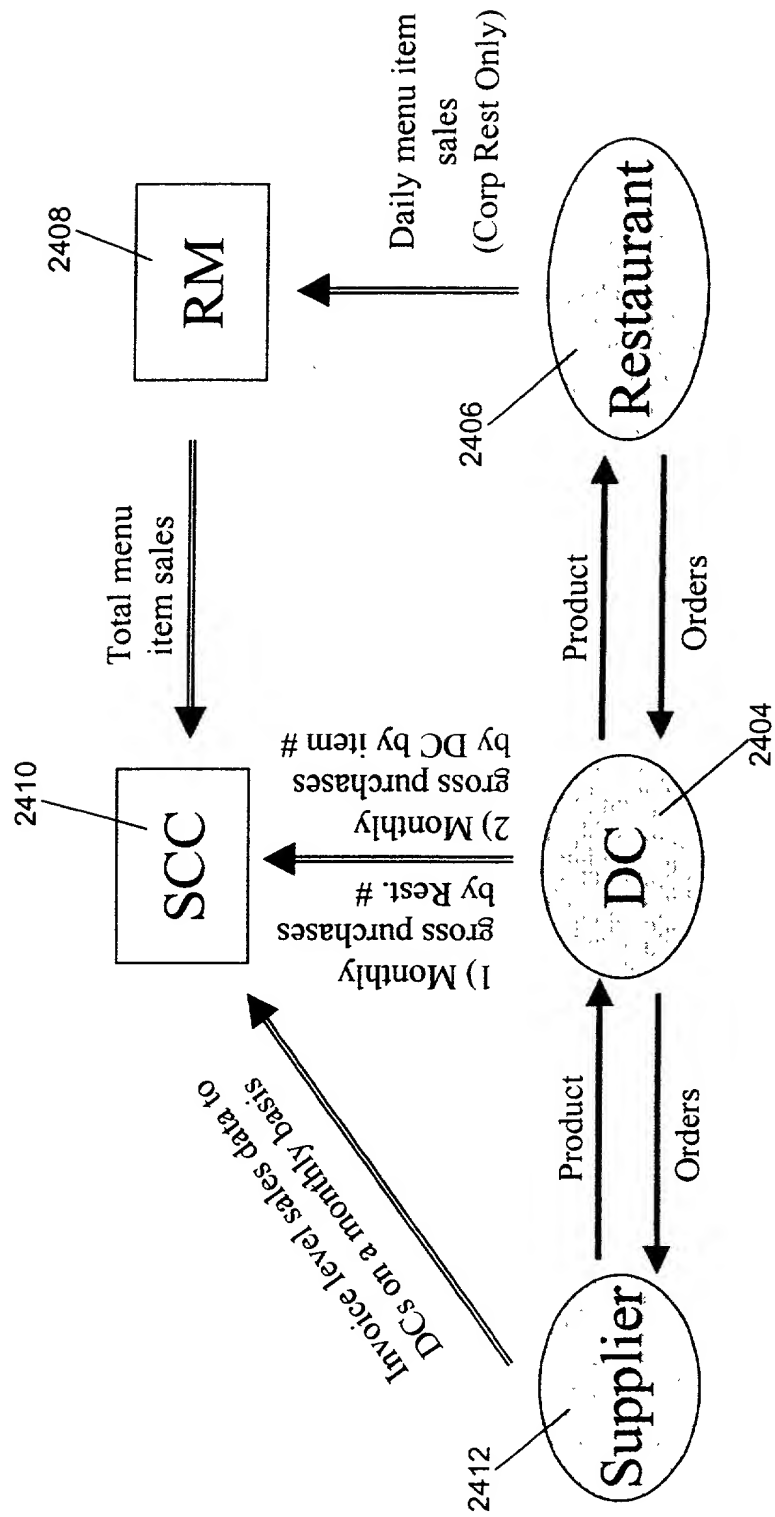 2410
SCC
Total menu
item sales
2408
RM
Invoice level sales data to
DCs on a monthly basis
1) Monthly
gross purchases
by Rest. #
2) Monthly
gross purchases
by DC by item #
Daily menu item
sales
(Corp Rest Only)
2412
Supplier
Product
Orders
DC
2404
Product
Orders
2406
Restaurant